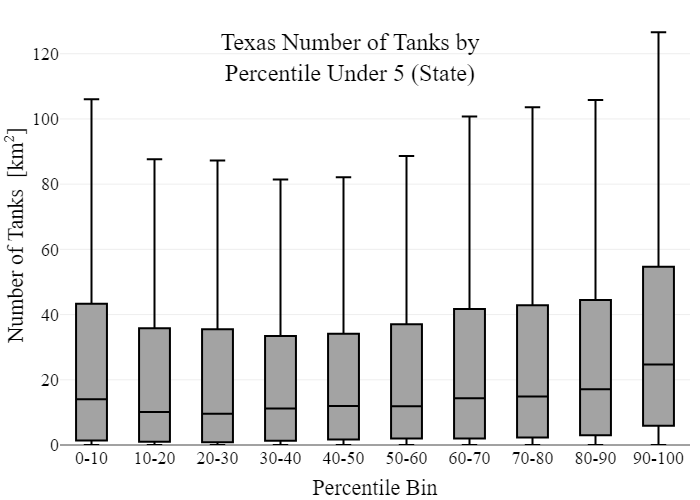 Texas Number of Tanks by
Percentile Under 5 (State)
Number of Tanks [km²]
120
100
80
60
40
20
0
0-10 10-20 20-30 30-40 40-50 50-60 60-70 70-80 80-90 90-100
Percentile Bin